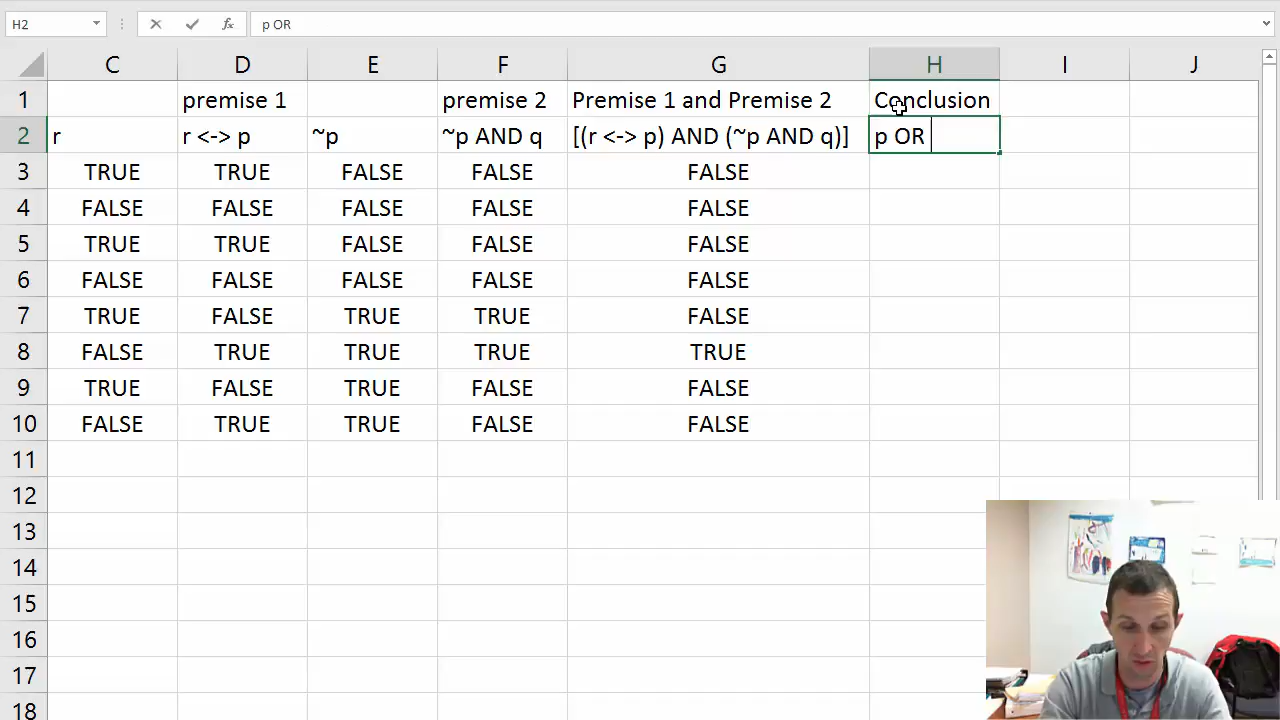 H2 fx p OR
C D E F G H I J
1 premise 1 premise 2 Premise 1 and Premise 2 Conclusion
2 r r <-> p ~p ~p AND q [(r <-> p) AND (~p AND q)] p OR
3 TRUE TRUE FALSE FALSE FALSE
4 FALSE FALSE FALSE FALSE FALSE
5 TRUE TRUE FALSE FALSE FALSE
6 FALSE FALSE FALSE FALSE FALSE
7 TRUE FALSE TRUE TRUE FALSE
8 FALSE TRUE TRUE TRUE TRUE
9 TRUE FALSE TRUE FALSE FALSE
10 FALSE TRUE TRUE FALSE FALSE
11
12
13
14
15
16
17
18